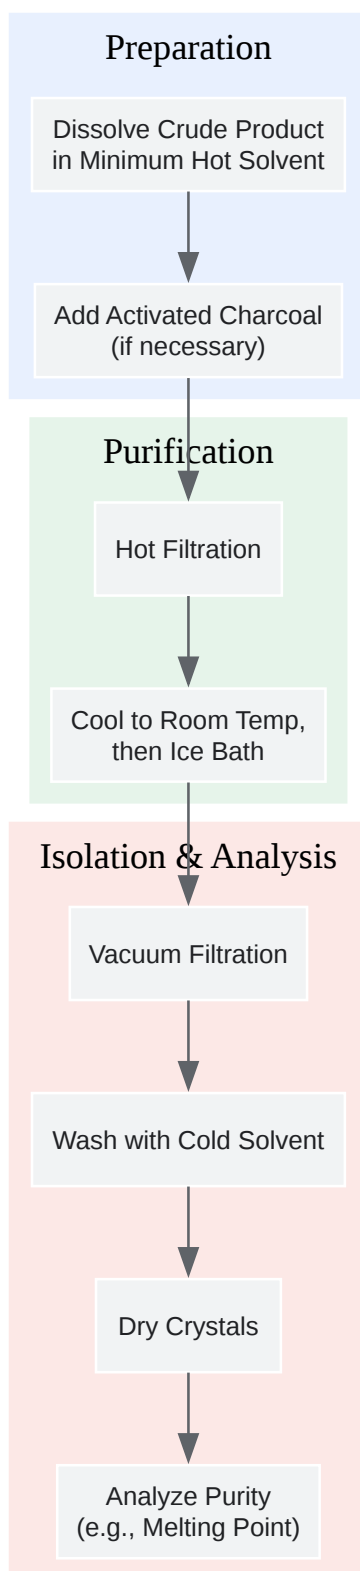 Preparation
Dissolve Crude Product
in Minimum Hot Solvent
Add Activated Charcoal
(if necessary)
Purification
Hot Filtration
Cool to Room Temp,
then Ice Bath
Isolation & Analysis
Vacuum Filtration
Wash with Cold Solvent
Dry Crystals
Analyze Purity
(e.g., Melting Point)